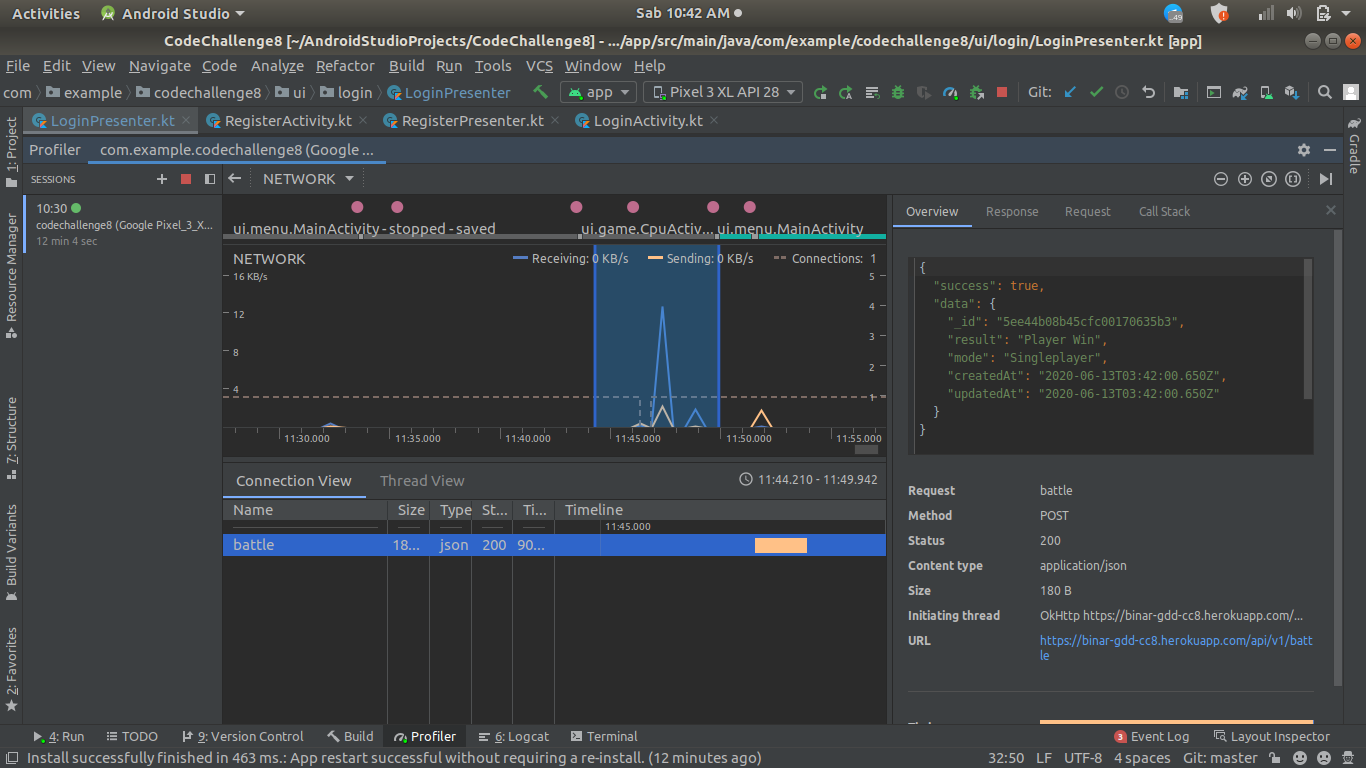 Activities Android Studio Sab 10:42 AM 49
CodeChallenge8 [~/AndroidStudioProjects/CodeChallenge8] - .../app/src/main/java/com/example/codechallenge8/ui/login/LoginPresenter.kt [app]
File Edit View Navigate Code Analyze Refactor Build Run Tools VCS Window Help
com example codechallenge8 ui login LoginPresenter app Pixel 3 XL API 28 Git:
LoginPresenter.kt RegisterActivity.kt RegisterPresenter.kt LoginActivity.kt
Profiler com.example.codechallenge8 (Google ...
SESSIONS NETWORK
10:30
codechallenge8 (Google Pixel_3_X...
12 min 4 sec
1: Project
Resource Manager
7: Structure
Build Variants
2: Favorites
Gradle
ui.menu.MainActivity - stopped - saved ui.game.CpuActiv... ui.menu.MainActivity
NETWORK Receiving: 0 KB/s Sending: 0 KB/s Connections: 1
16 KB/s 5
12 4
8 3
2
4 1
11:30.000 11:35.000 11:40.000 11:45.000 11:50.000 11:55.000
Connection View Thread View 11:44.210 - 11:49.942
Name Size Type St... Ti... Timeline
11:45.000
battle 18... json 200 90...
Overview Response Request Call Stack
{
"success": true,
"data": {
"_id": "5ee44b08b45cfc00170635b3",
"result": "Player Win",
"mode": "Singleplayer",
"createdAt": "2020-06-13T03:42:00.650Z",
"updatedAt": "2020-06-13T03:42:00.650Z"
}
}
Request battle
Method POST
Status 200
Content type application/json
Size 180 B
Initiating thread OkHttp https://binar-gdd-cc8.herokuapp.com/...
URL https://binar-gdd-cc8.herokuapp.com/api/v1/batt
le
4: Run TODO 9: Version Control Build Profiler 6: Logcat Terminal 3 Event Log Layout Inspector
Install successfully finished in 463 ms.: App restart successful without requiring a re-install. (12 minutes ago) 32:50 LF UTF-8 4 spaces Git: master